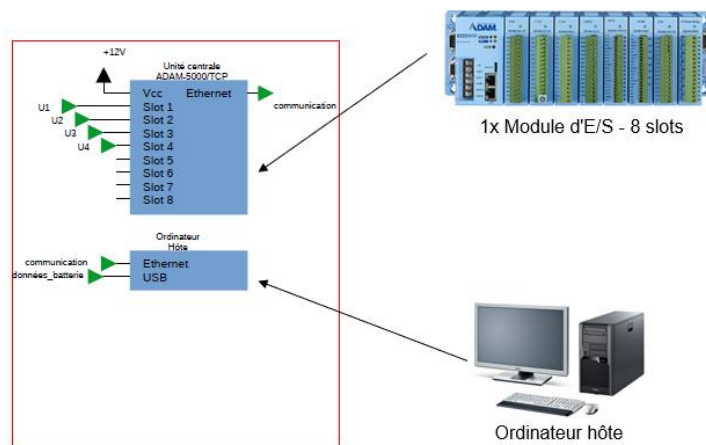 +12V
Unité centrale
ADAM-5000/TCP
Vcc Ethernet
Slot 1
Slot 2
Slot 3
Slot 4
Slot 5
Slot 6
Slot 7
Slot 8
U1
U2
U3
U4
communication
Ordinateur
Hôte
communication
données_batterie
Ethernet
USB
ADAM
1x Module d'E/S - 8 slots
Ordinateur hôte